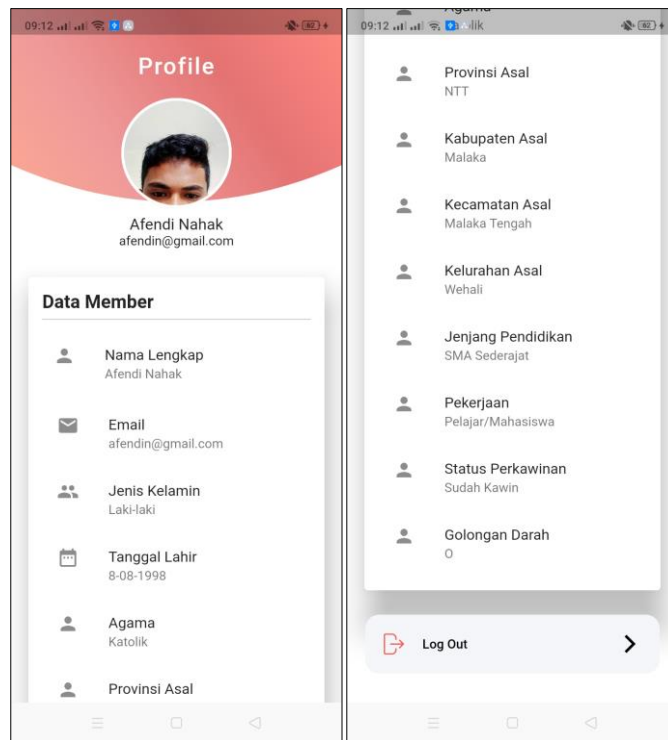 09:12
62
Profile
Afendi Nahak
afendin@gmail.com
Data Member
Nama Lengkap
Afendi Nahak
Email
afendin@gmail.com
Jenis Kelamin
Laki-laki
Tanggal Lahir
8-08-1998
Agama
Katolik
Provinsi Asal
09:12
62
Provinsi Asal
NTT
Kabupaten Asal
Malaka
Kecamatan Asal
Malaka Tengah
Kelurahan Asal
Wehali
Jenjang Pendidikan
SMA Sederajat
Pekerjaan
Pelajar/Mahasiswa
Status Perkawinan
Sudah Kawin
Golongan Darah
O
Log Out